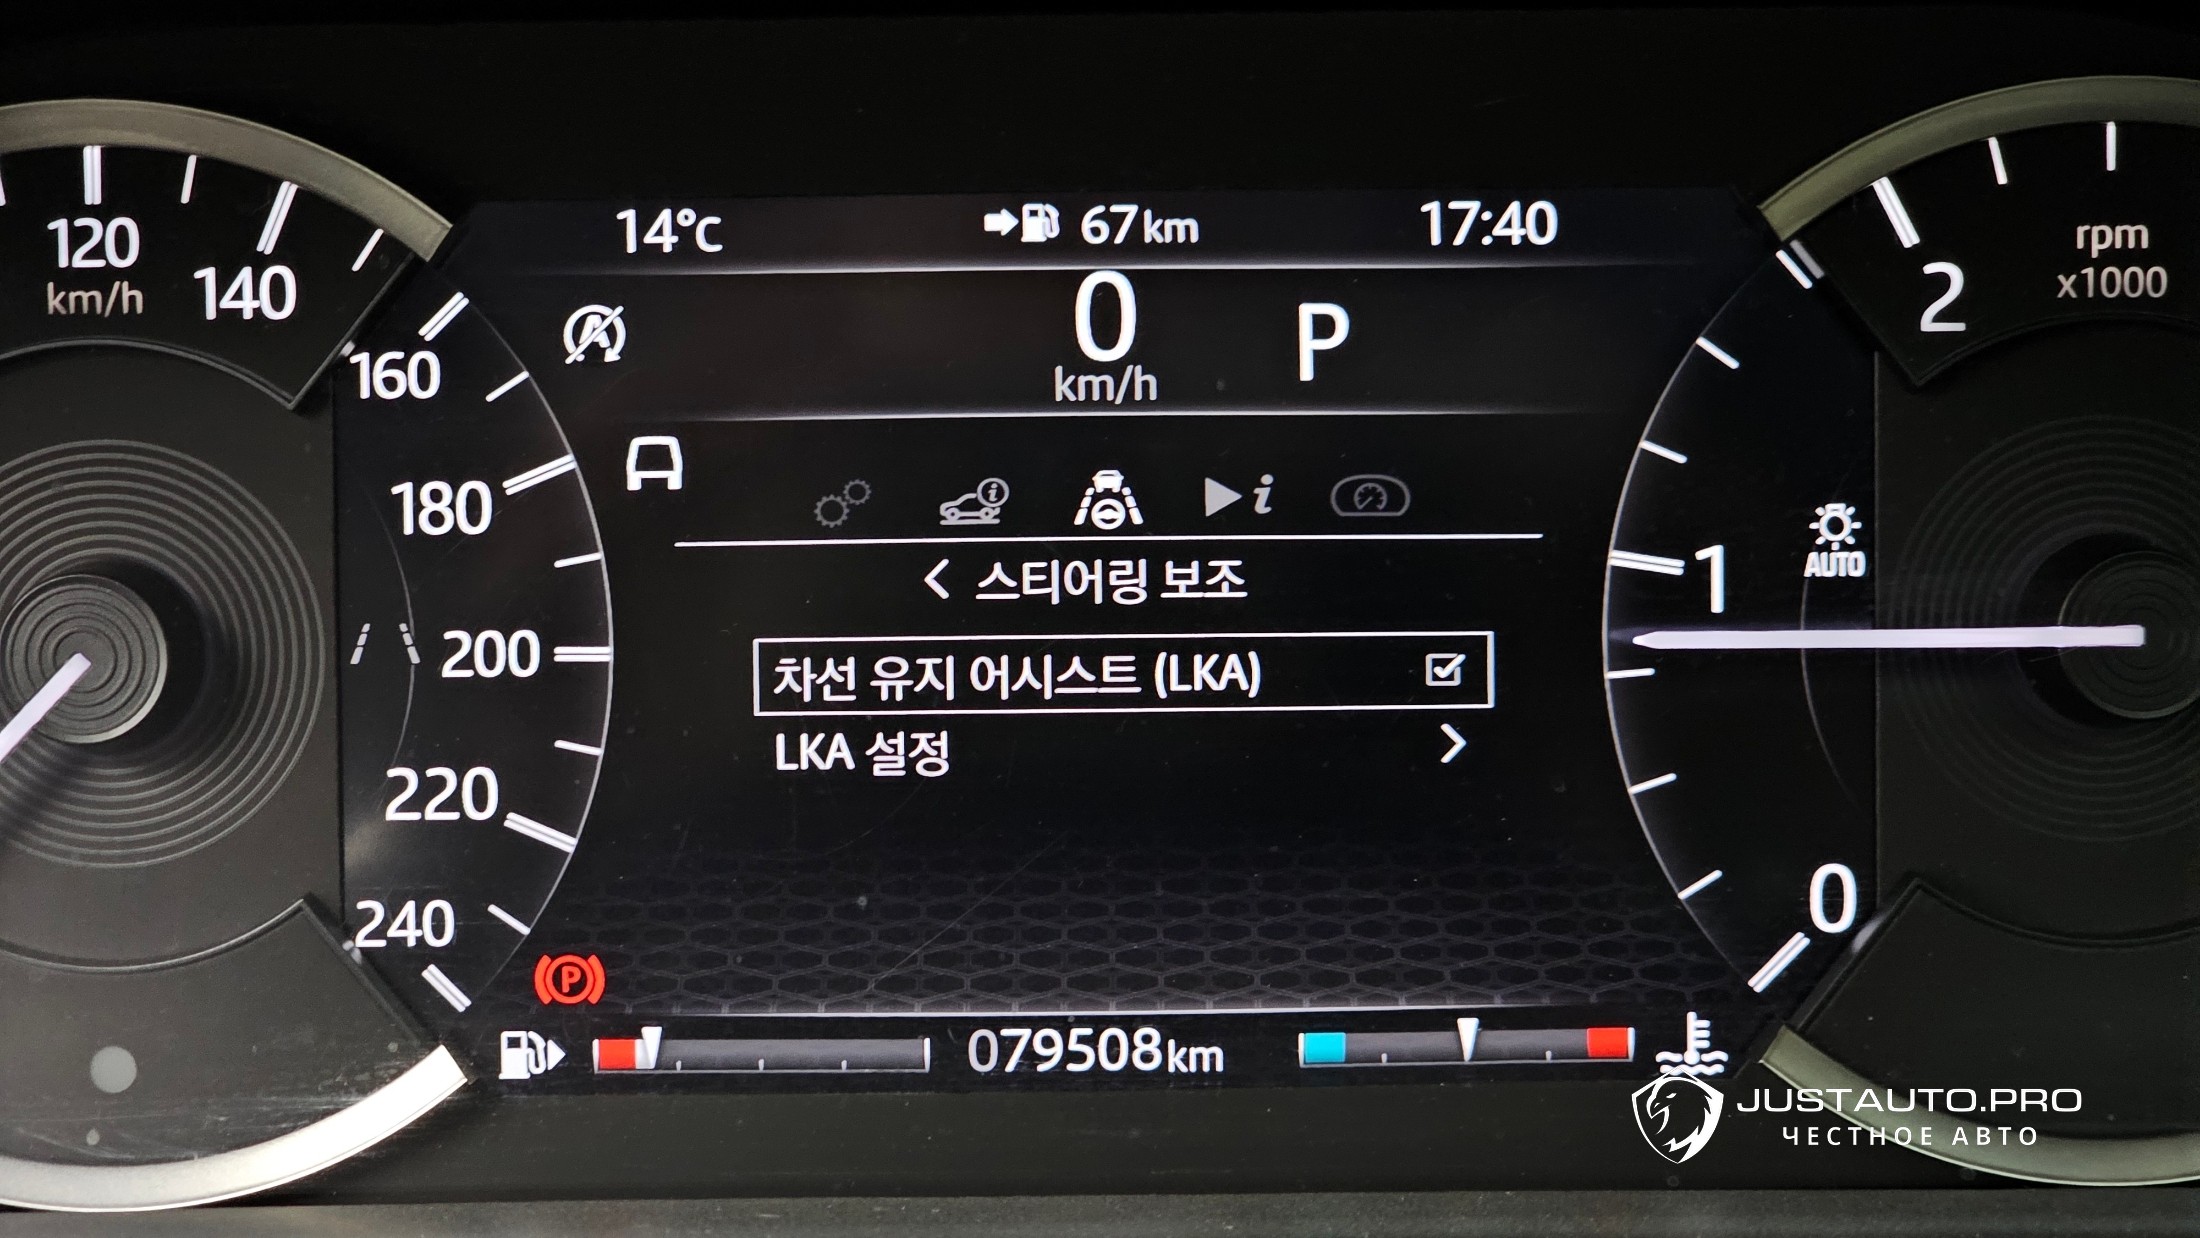 14°C
67km
17:40
120
km/h
140
160
180
200
220
240
0
km/h
P
스티어링 보조
차선 유지 어시스트 (LKA)
LKA 설정
rpm
x1000
2
1
AUTO
0
P
079508km
JUSTAUTO.PRO
ЧЕСТНОЕ АВТО